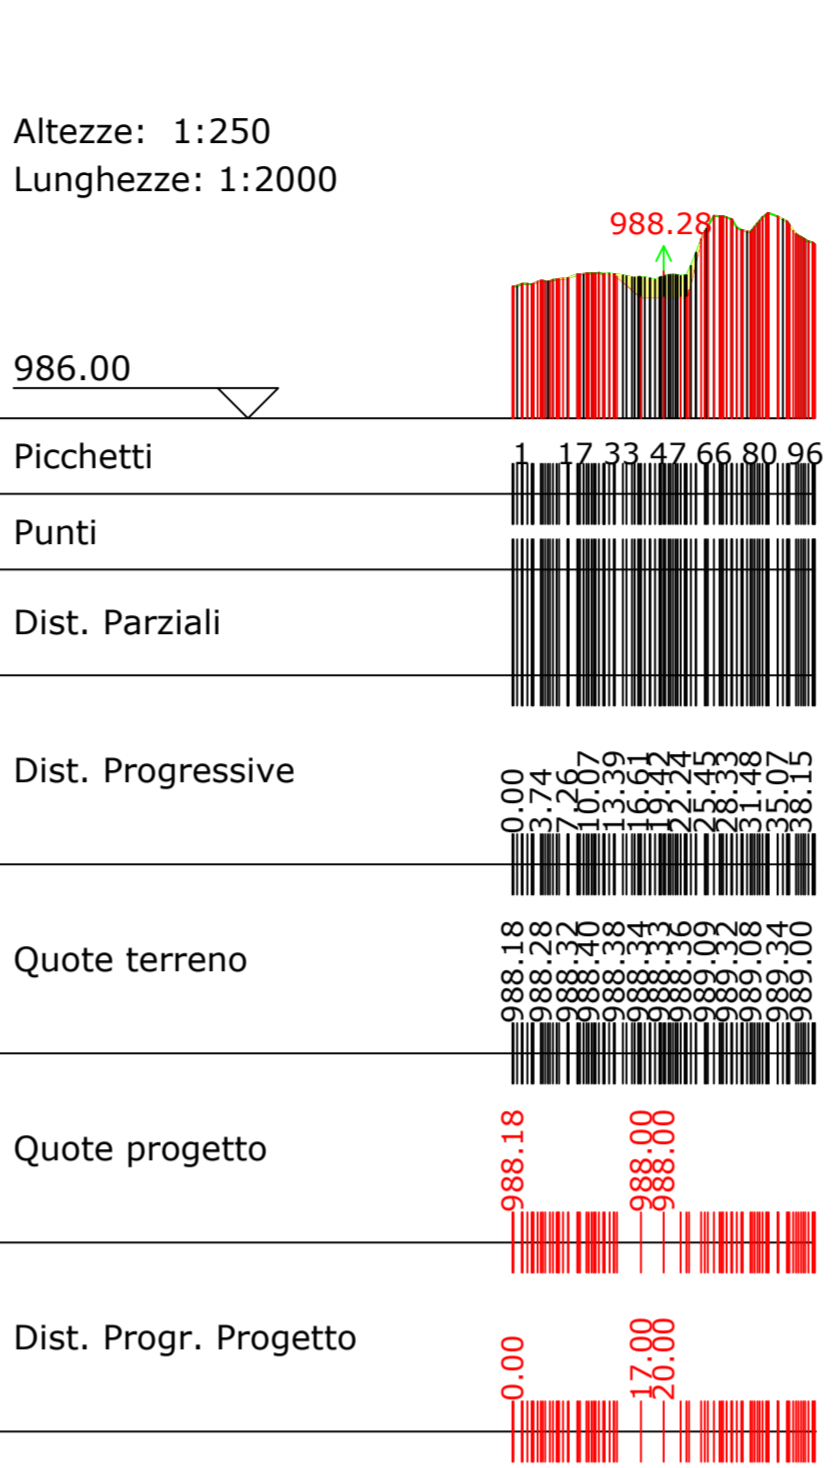 Altezze: 1:250
Lunghezze: 1:2000
988.28
986.00
Picchetti 1 17 33 47 66 80 96
Punti
Dist. Parziali
Dist. Progressive 0.00 3.74 7.26 10.07 13.39 16.61 19.42 22.24 25.45 28.33 31.48 35.07 38.15
Quote terreno 988.18 988.28 988.32 988.40 988.38 988.34 988.33 988.36 989.09 989.32 989.08 989.34 989.00
Quote progetto 988.18 988.00 988.00
Dist. Progr. Progetto 0.00 17.00 20.00